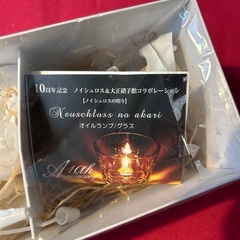 10周年記念 ノイシュロス&大正硝子館コラボレーション
【ノイシュロスの明り】
Neuschloss no akari
オイルランプ/グラス
A 10th